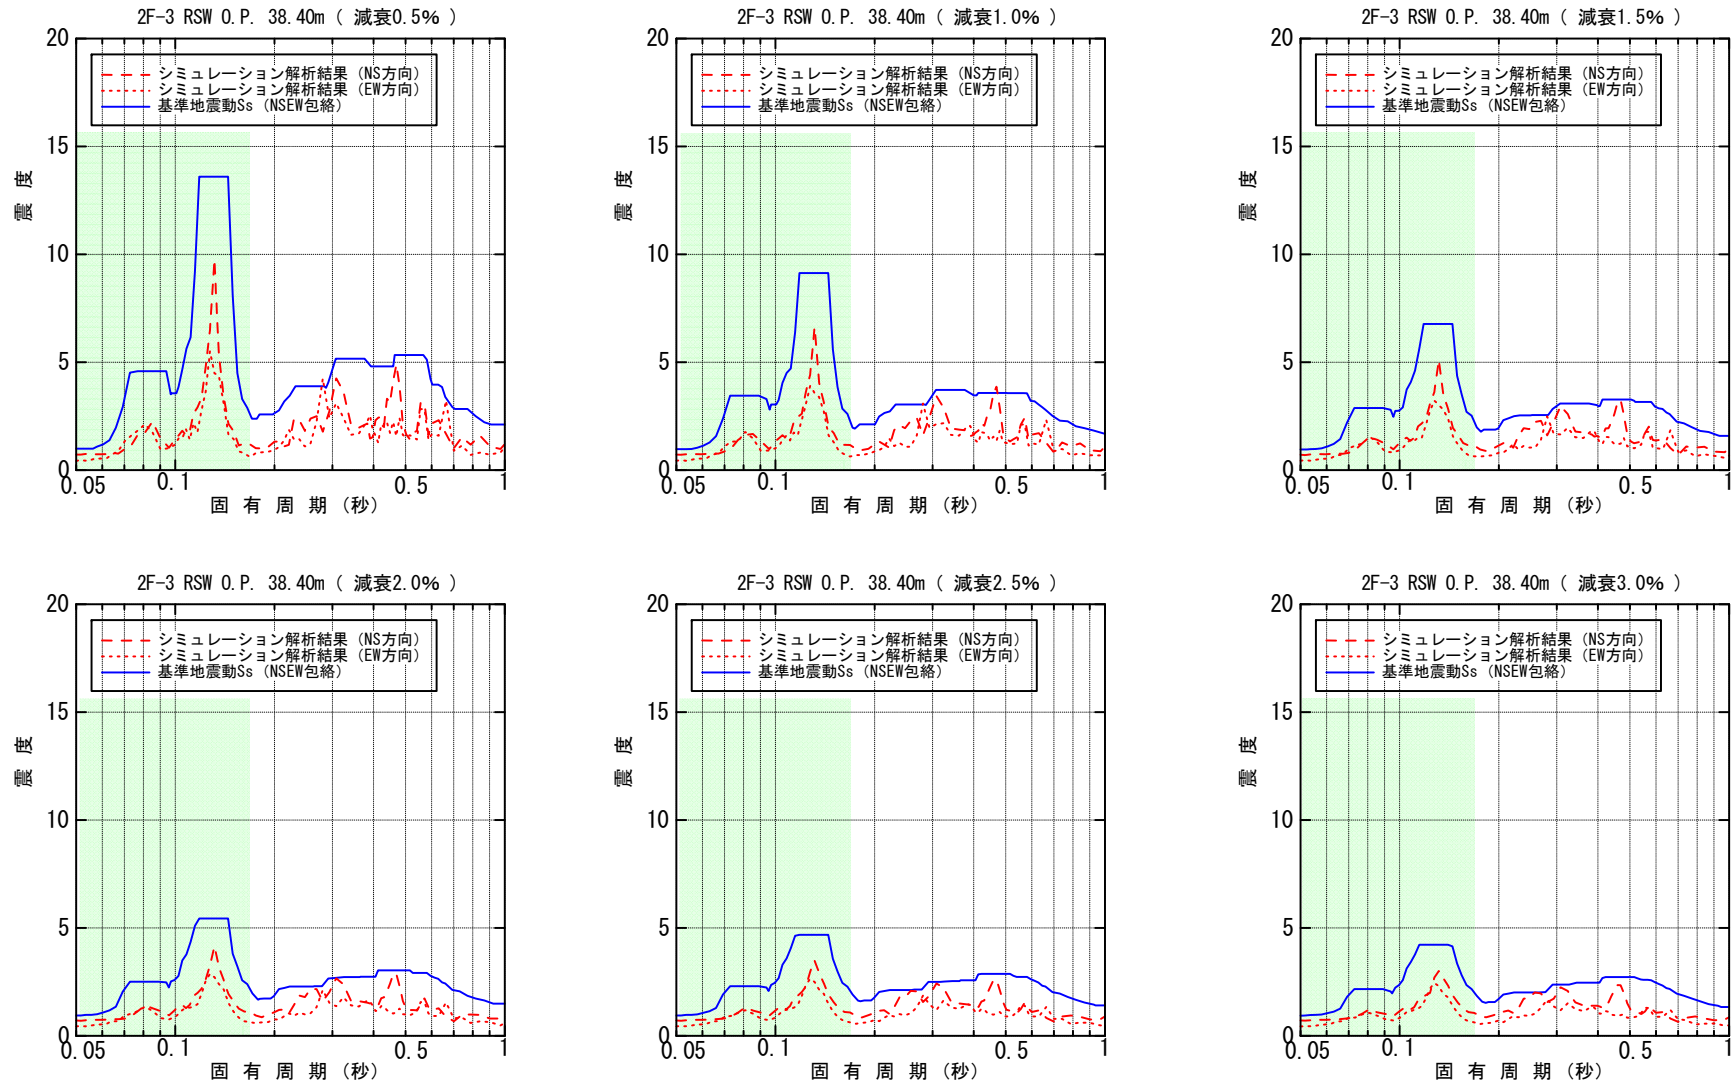 2F-3 RSW O.P. 38.40m ( 減衰0.5% )
20
15
10
5
0
震 度
シミュレーション解析結果 (NS方向)
シミュレーション解析結果 (EW方向)
基準地震動Ss (NSEW包絡)
0.05
0.1
0.5
1
固 有 周 期 (秒)
2F-3 RSW O.P. 38.40m ( 減衰1.0% )
20
15
10
5
0
震 度
シミュレーション解析結果 (NS方向)
シミュレーション解析結果 (EW方向)
基準地震動Ss (NSEW包絡)
0.05
0.1
0.5
1
固 有 周 期 (秒)
2F-3 RSW O.P. 38.40m ( 減衰1.5% )
20
15
10
5
0
震 度
シミュレーション解析結果 (NS方向)
シミュレーション解析結果 (EW方向)
基準地震動Ss (NSEW包絡)
0.05
0.1
0.5
1
固 有 周 期 (秒)
2F-3 RSW O.P. 38.40m ( 減衰2.0% )
20
15
10
5
0
震 度
シミュレーション解析結果 (NS方向)
シミュレーション解析結果 (EW方向)
基準地震動Ss (NSEW包絡)
0.05
0.1
0.5
1
固 有 周 期 (秒)
2F-3 RSW O.P. 38.40m ( 減衰2.5% )
20
15
10
5
0
震 度
シミュレーション解析結果 (NS方向)
シミュレーション解析結果 (EW方向)
基準地震動Ss (NSEW包絡)
0.05
0.1
0.5
1
固 有 周 期 (秒)
2F-3 RSW O.P. 38.40m ( 減衰3.0% )
20
15
10
5
0
震 度
シミュレーション解析結果 (NS方向)
シミュレーション解析結果 (EW方向)
基準地震動Ss (NSEW包絡)
0.05
0.1
0.5
1
固 有 周 期 (秒)